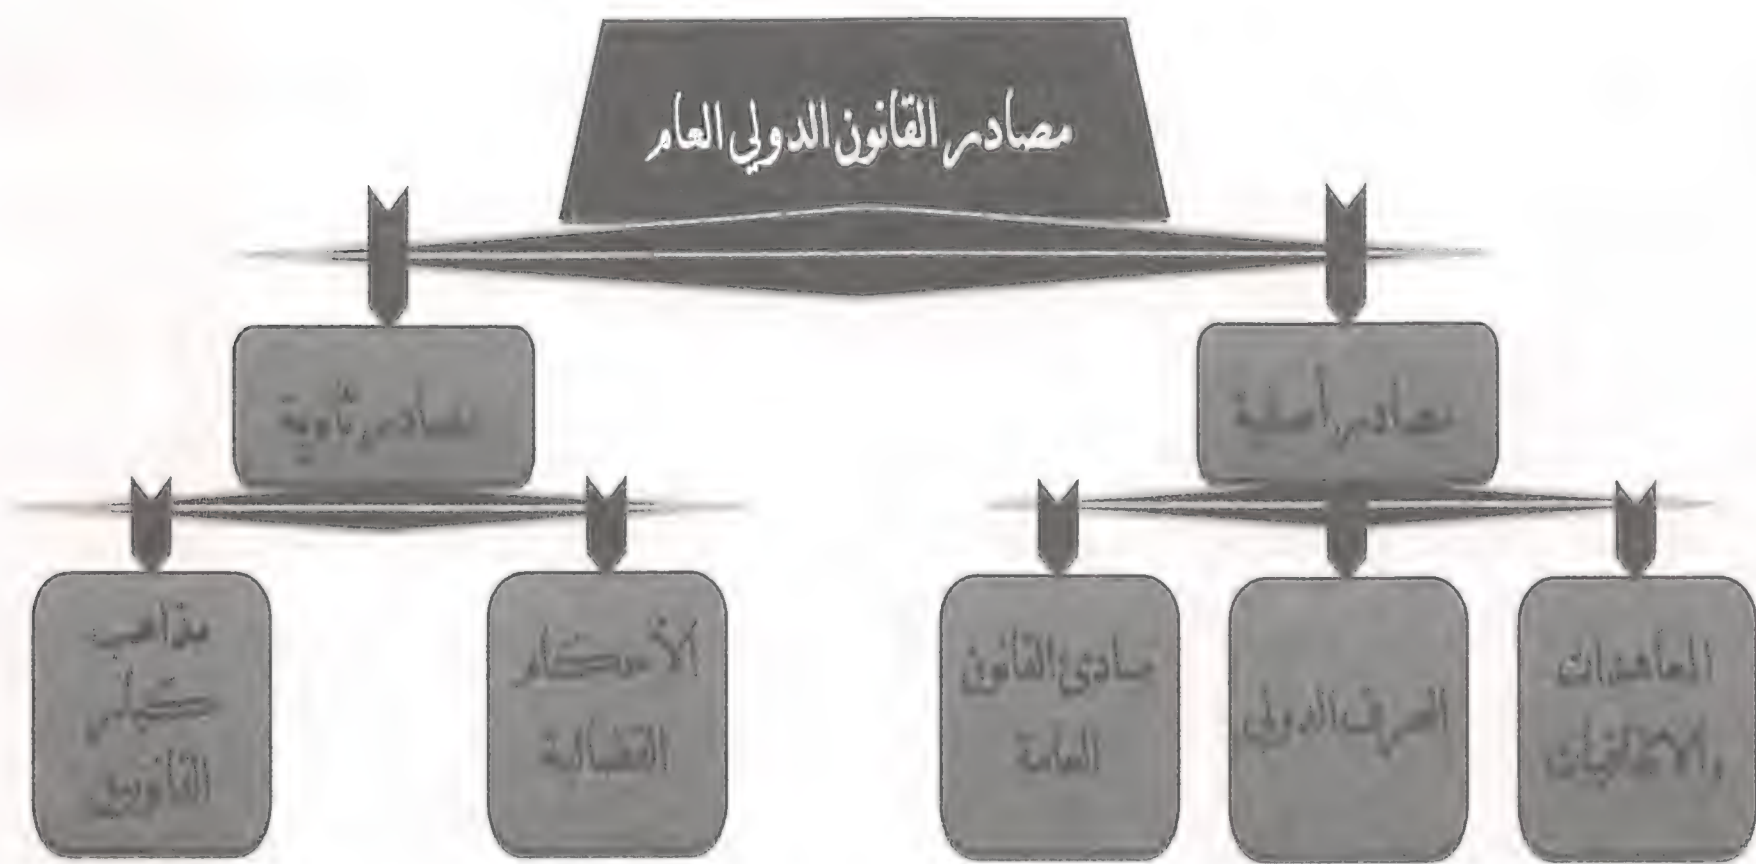 مصادر القانون الدولي العام
مصادر أصلية
مصادر ثانوية
المعاهدات
والاتفاقيات
العرف الدولي
مبادئ القانون
العامة
الأحكام
القضائية
مذاهب
كبار
القانونيين